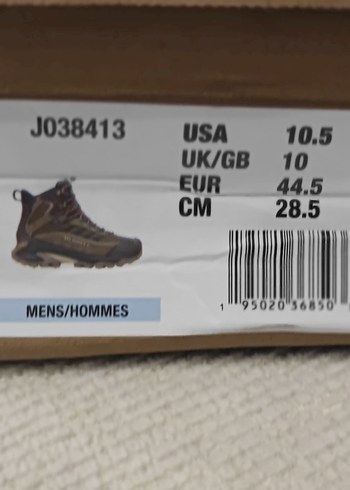 J038413
USA 10.5
UK/GB 10
EUR 44.5
CM 28.5
MENS/HOMMES
1 95020 36850